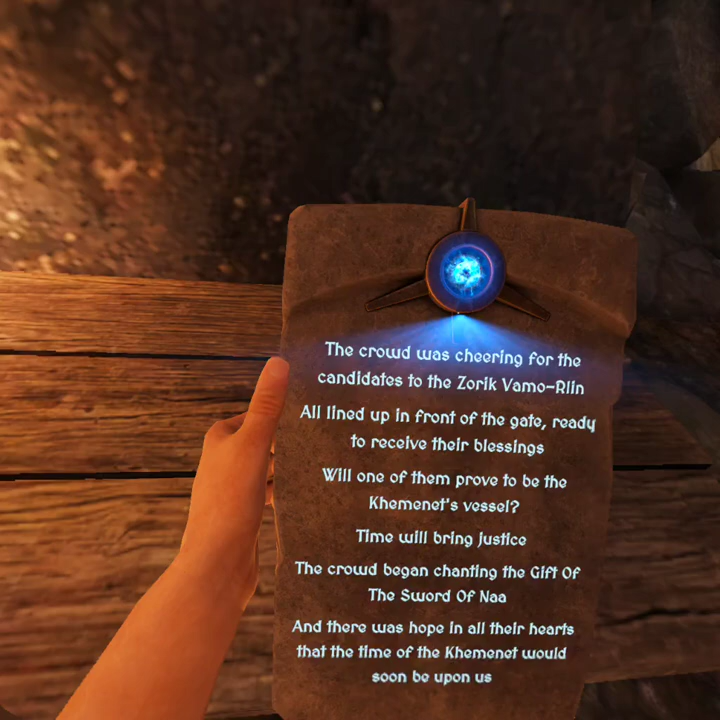 The crowd was cheering for the
candidates to the Zorik Vamo-Rlin
All lined up in front of the gate, ready
to receive their blessings
Will one of them prove to be the
Khemenet's vessel?
Time will bring justice
The crowd began chanting the Gift Of
The Sword Of Naa
And there was hope in all their hearts
that the time of the Khemenet would
soon be upon us